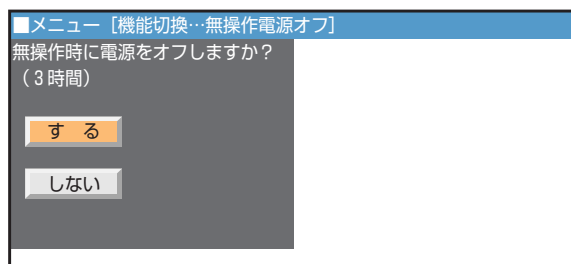 ■メニュー［機能切換…無操作電源オフ］
無操作時に電源をオフしますか？
（３時間）
する
しない